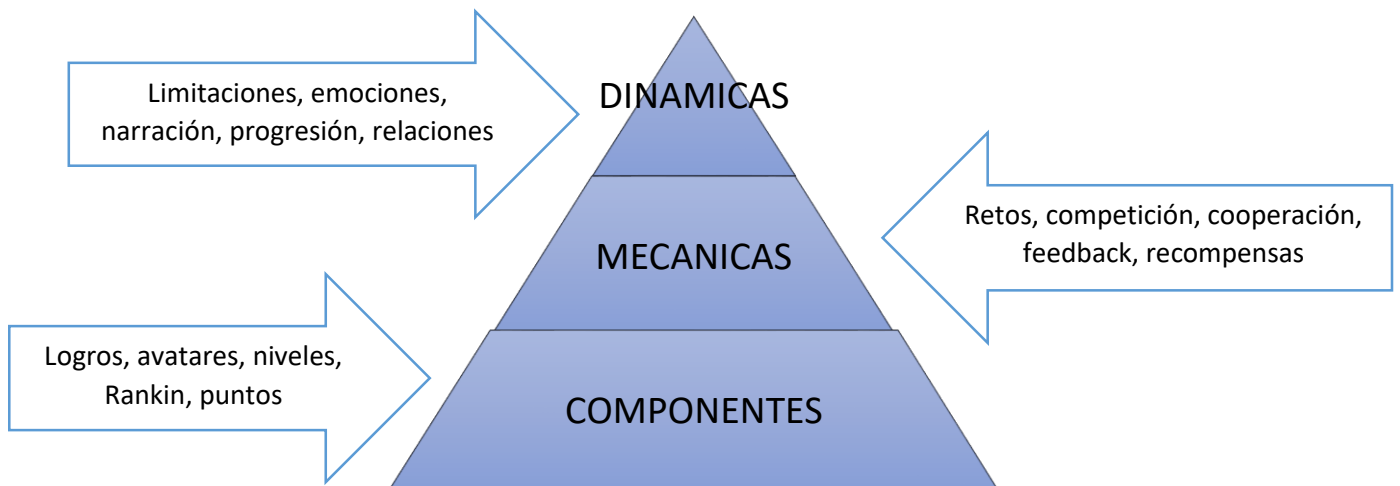 Limitaciones, emociones,
narración, progresión, relaciones
DINAMICAS
Retos, competición, cooperación,
feedback, recompensas
MECANICAS
Logros, avatares, niveles,
Rankin, puntos
COMPONENTES